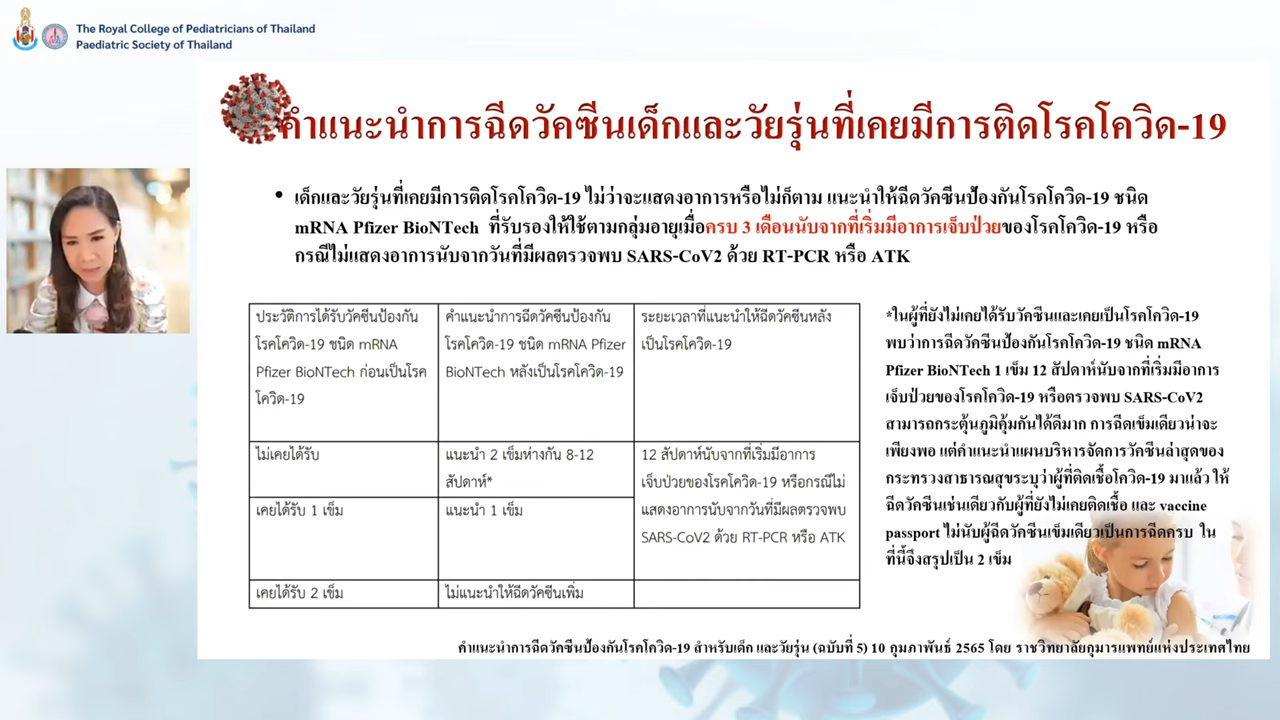 The Royal College of Pediatricians of Thailand
Paediatric Society of Thailand
คำแนะนำการฉีดวัคซีนเด็กและวัยรุ่นที่เคยมีการติดโรคโควิด-19
• เด็กและวัยรุ่นที่เคยมีการติดโรคโควิด-19 ไม่ว่าจะแสดงอาการหรือไม่ก็ตาม แนะนำให้ฉีดวัคซีนป้องกันโรคโควิด-19 ชนิด
mRNA Pfizer BioNTech ที่รับรองให้ใช้ตามกลุ่มอายุเมื่อครบ 3 เดือนนับจากที่เริ่มมีอาการเจ็บป่วยของโรคโควิด-19 หรือ
กรณีไม่แสดงอาการนับจากวันที่มีผลตรวจพบ SARS-CoV2 ด้วย RT-PCR หรือ ATK
ประวัติการได้รับวัคซีนป้องกัน
โรคโควิด-19 ชนิด mRNA
Pfizer BioNTech ก่อนเป็นโรค
โควิด-19
คำแนะนำการฉีดวัคซีนป้องกัน
โรคโควิด-19 ชนิด mRNA Pfizer
BioNTech หลังเป็นโรคโควิด-19
ระยะเวลาที่แนะนำให้ฉีดวัคซีนหลัง
เป็นโรคโควิด-19
ไม่เคยได้รับ
แนะนำ 2 เข็มห่างกัน 8-12
สัปดาห์*
12 สัปดาห์นับจากที่เริ่มมีอาการ
เจ็บป่วยของโรคโควิด-19 หรือกรณีไม่
แสดงอาการนับจากวันที่มีผลตรวจพบ
SARS-CoV2 ด้วย RT-PCR หรือ ATK
เคยได้รับ 1 เข็ม
แนะนำ 1 เข็ม
เคยได้รับ 2 เข็ม
ไม่แนะนำให้ฉีดวัคซีนเพิ่ม
*ในผู้ที่ยังไม่เคยได้รับวัคซีนและเคยเป็นโรคโควิด-19
พบว่าการฉีดวัคซีนป้องกันโรคโควิด-19 ชนิด mRNA
Pfizer BioNTech 1 เข็ม 12 สัปดาห์นับจากที่เริ่มมีอาการ
เจ็บป่วยของโรคโควิด-19 หรือตรวจพบ SARS-CoV2
สามารถกระตุ้นภูมิคุ้มกันได้ดีมาก การฉีดเข็มเดียวน่าจะ
เพียงพอ แต่คำแนะนำแผนบริหารจัดการวัคซีนล่าสุดของ
กระทรวงสาธารณสุขระบุว่าผู้ที่ติดเชื้อโควิด-19 มาแล้ว ให้
ฉีดวัคซีนเช่นเดียวกับผู้ที่ยังไม่เคยติดเชื้อ และ vaccine
passport ไม่นับผู้ฉีดวัคซีนเข็มเดียวเป็นการฉีดครบ ใน
ที่นี้จึงสรุปเป็น 2 เข็ม
คำแนะนำการฉีดวัคซีนป้องกันโรคโควิด-19 สำหรับเด็ก และวัยรุ่น (ฉบับที่ 5) 10 กุมภาพันธ์ 2565 โดย ราชวิทยาลัยกุมารแพทย์แห่งประเทศไทย